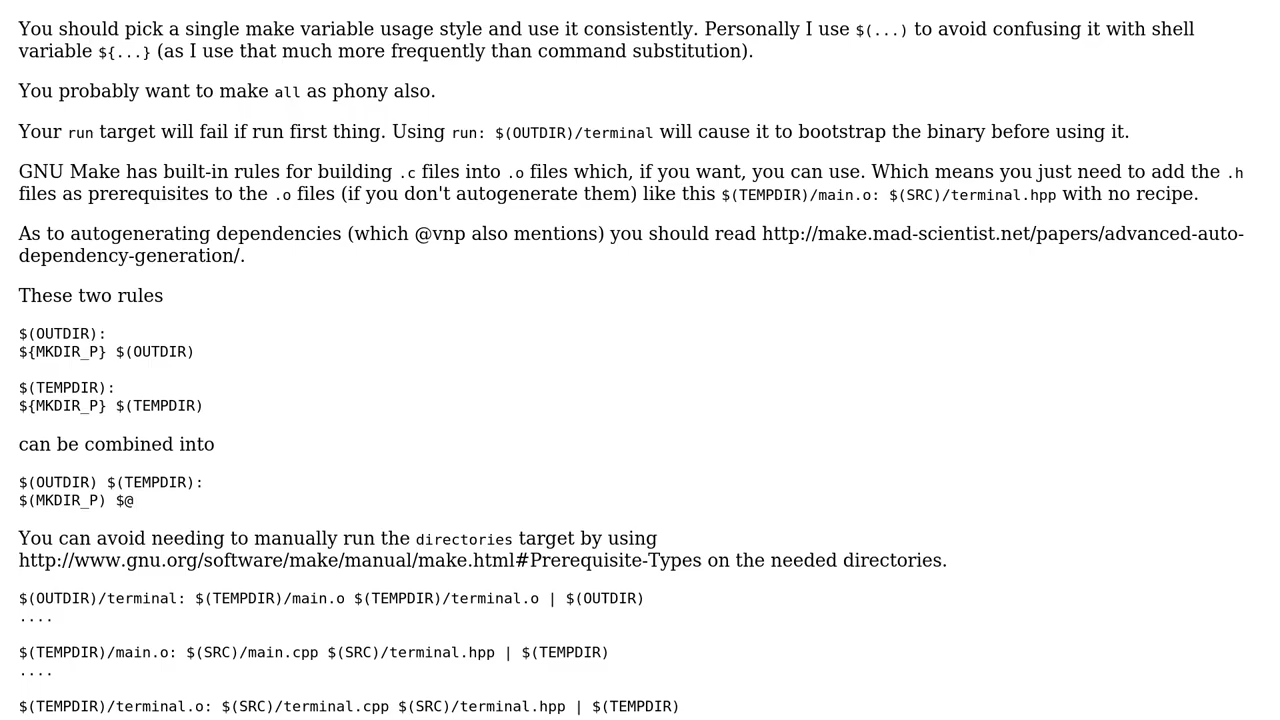 You should pick a single make variable usage style and use it consistently. Personally I use $(...) to avoid confusing it with shell
variable ${...} (as I use that much more frequently than command substitution).
You probably want to make all as phony also.
Your run target will fail if run first thing. Using run: $(OUTDIR)/terminal will cause it to bootstrap the binary before using it.
GNU Make has built-in rules for building .c files into .o files which, if you want, you can use. Which means you just need to add the .h
files as prerequisites to the .o files (if you don't autogenerate them) like this $(TEMPDIR)/main.o: $(SRC)/terminal.hpp with no recipe.
As to autogenerating dependencies (which @vnp also mentions) you should read http://make.mad-scientist.net/papers/advanced-auto-
dependency-generation/.
These two rules
$(OUTDIR):
${MKDIR_P} $(OUTDIR)
$(TEMPDIR):
${MKDIR_P} $(TEMPDIR)
can be combined into
$(OUTDIR) $(TEMPDIR):
$(MKDIR_P) $@
You can avoid needing to manually run the directories target by using
http://www.gnu.org/software/make/manual/make.html#Prerequisite-Types on the needed directories.
$(OUTDIR)/terminal: $(TEMPDIR)/main.o $(TEMPDIR)/terminal.o | $(OUTDIR)
....
$(TEMPDIR)/main.o: $(SRC)/main.cpp $(SRC)/terminal.hpp | $(TEMPDIR)
....
$(TEMPDIR)/terminal.o: $(SRC)/terminal.cpp $(SRC)/terminal.hpp | $(TEMPDIR)